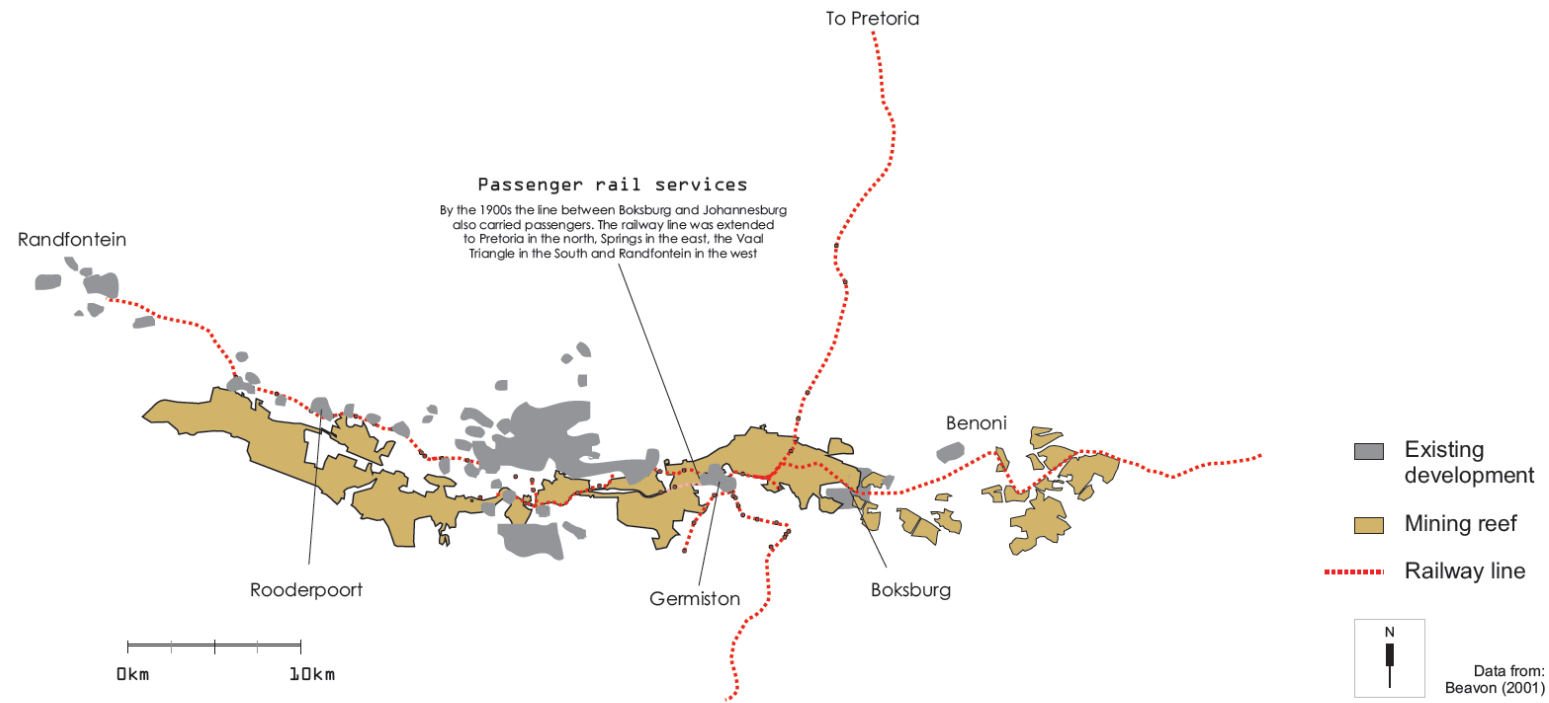 To Pretoria
Passenger rail services
By the 1900s the line between Boksburg and Johannesburg
also carried passengers. The railway line was extended
to Pretoria in the north, Springs in the east, the Vaal
Triangle in the South and Randfontein in the west
Randfontein
Benoni
Existing
development
Mining reef
Railway line
Rooderpoort
Germiston
Boksburg
0km
10km
N
Data from:
Beavon (2001)